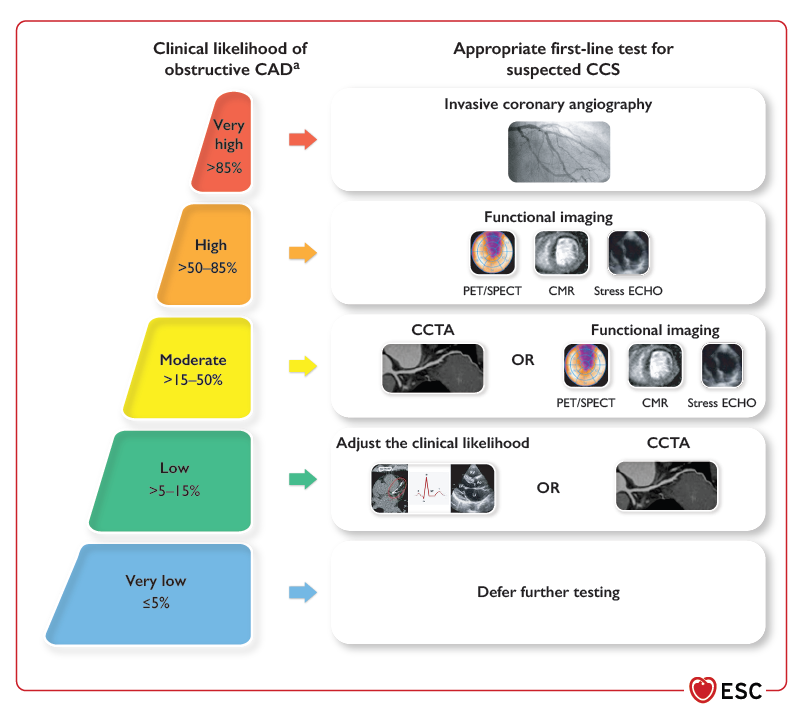 Clinical likelihood of
obstructive CADa
Appropriate first-line test for
suspected CCS
Very
high
>85%
Invasive coronary angiography
High
>50–85%
Functional imaging
PET/SPECT CMR Stress ECHO
Moderate
>15–50%
CCTA
OR
Functional imaging
PET/SPECT CMR Stress ECHO
Low
>5–15%
Adjust the clinical likelihood
OR
CCTA
Very low
≤5%
Defer further testing
ESC